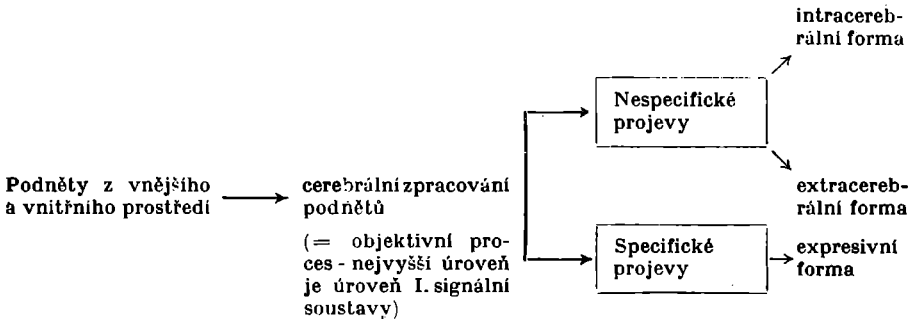 Podněty z vnějšího
a vnitřního prostředí
cerebrální zpracování
podnětů
(= objektivní pro-
ces - nejvyšší úroveň
je úroveň I. signální
soustavy)
Nespecifické
projevy
intracereb-
rální forma
extracereb-
rální forma
Specifické
projevy
expresivní
forma